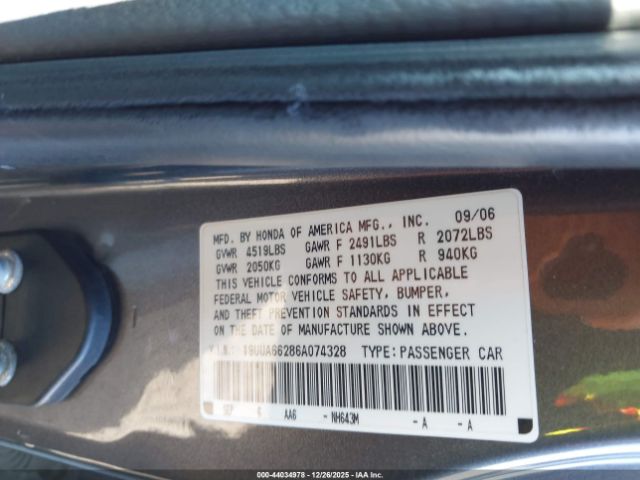 MFD. BY HONDA OF AMERICA MFG., INC. 09/06
GVWR 4519LBS GAWR F 2491LBS R 2072LBS
GVWR 2050KG GAWR F 1130KG R 940KG
THIS VEHICLE CONFORMS TO ALL APPLICABLE
FEDERAL MOTOR VEHICLE SAFETY, BUMPER,
AND THEFT PREVENTION STANDARDS IN EFFECT
ON THE DATE OF MANUFACTURE SHOWN ABOVE.
V.I.N.: 19UUA66286A074328 TYPE: PASSENGER CAR
AA6 - NH643M - A - A
000-44034978 - 12/26/2025 - IAAI.COM